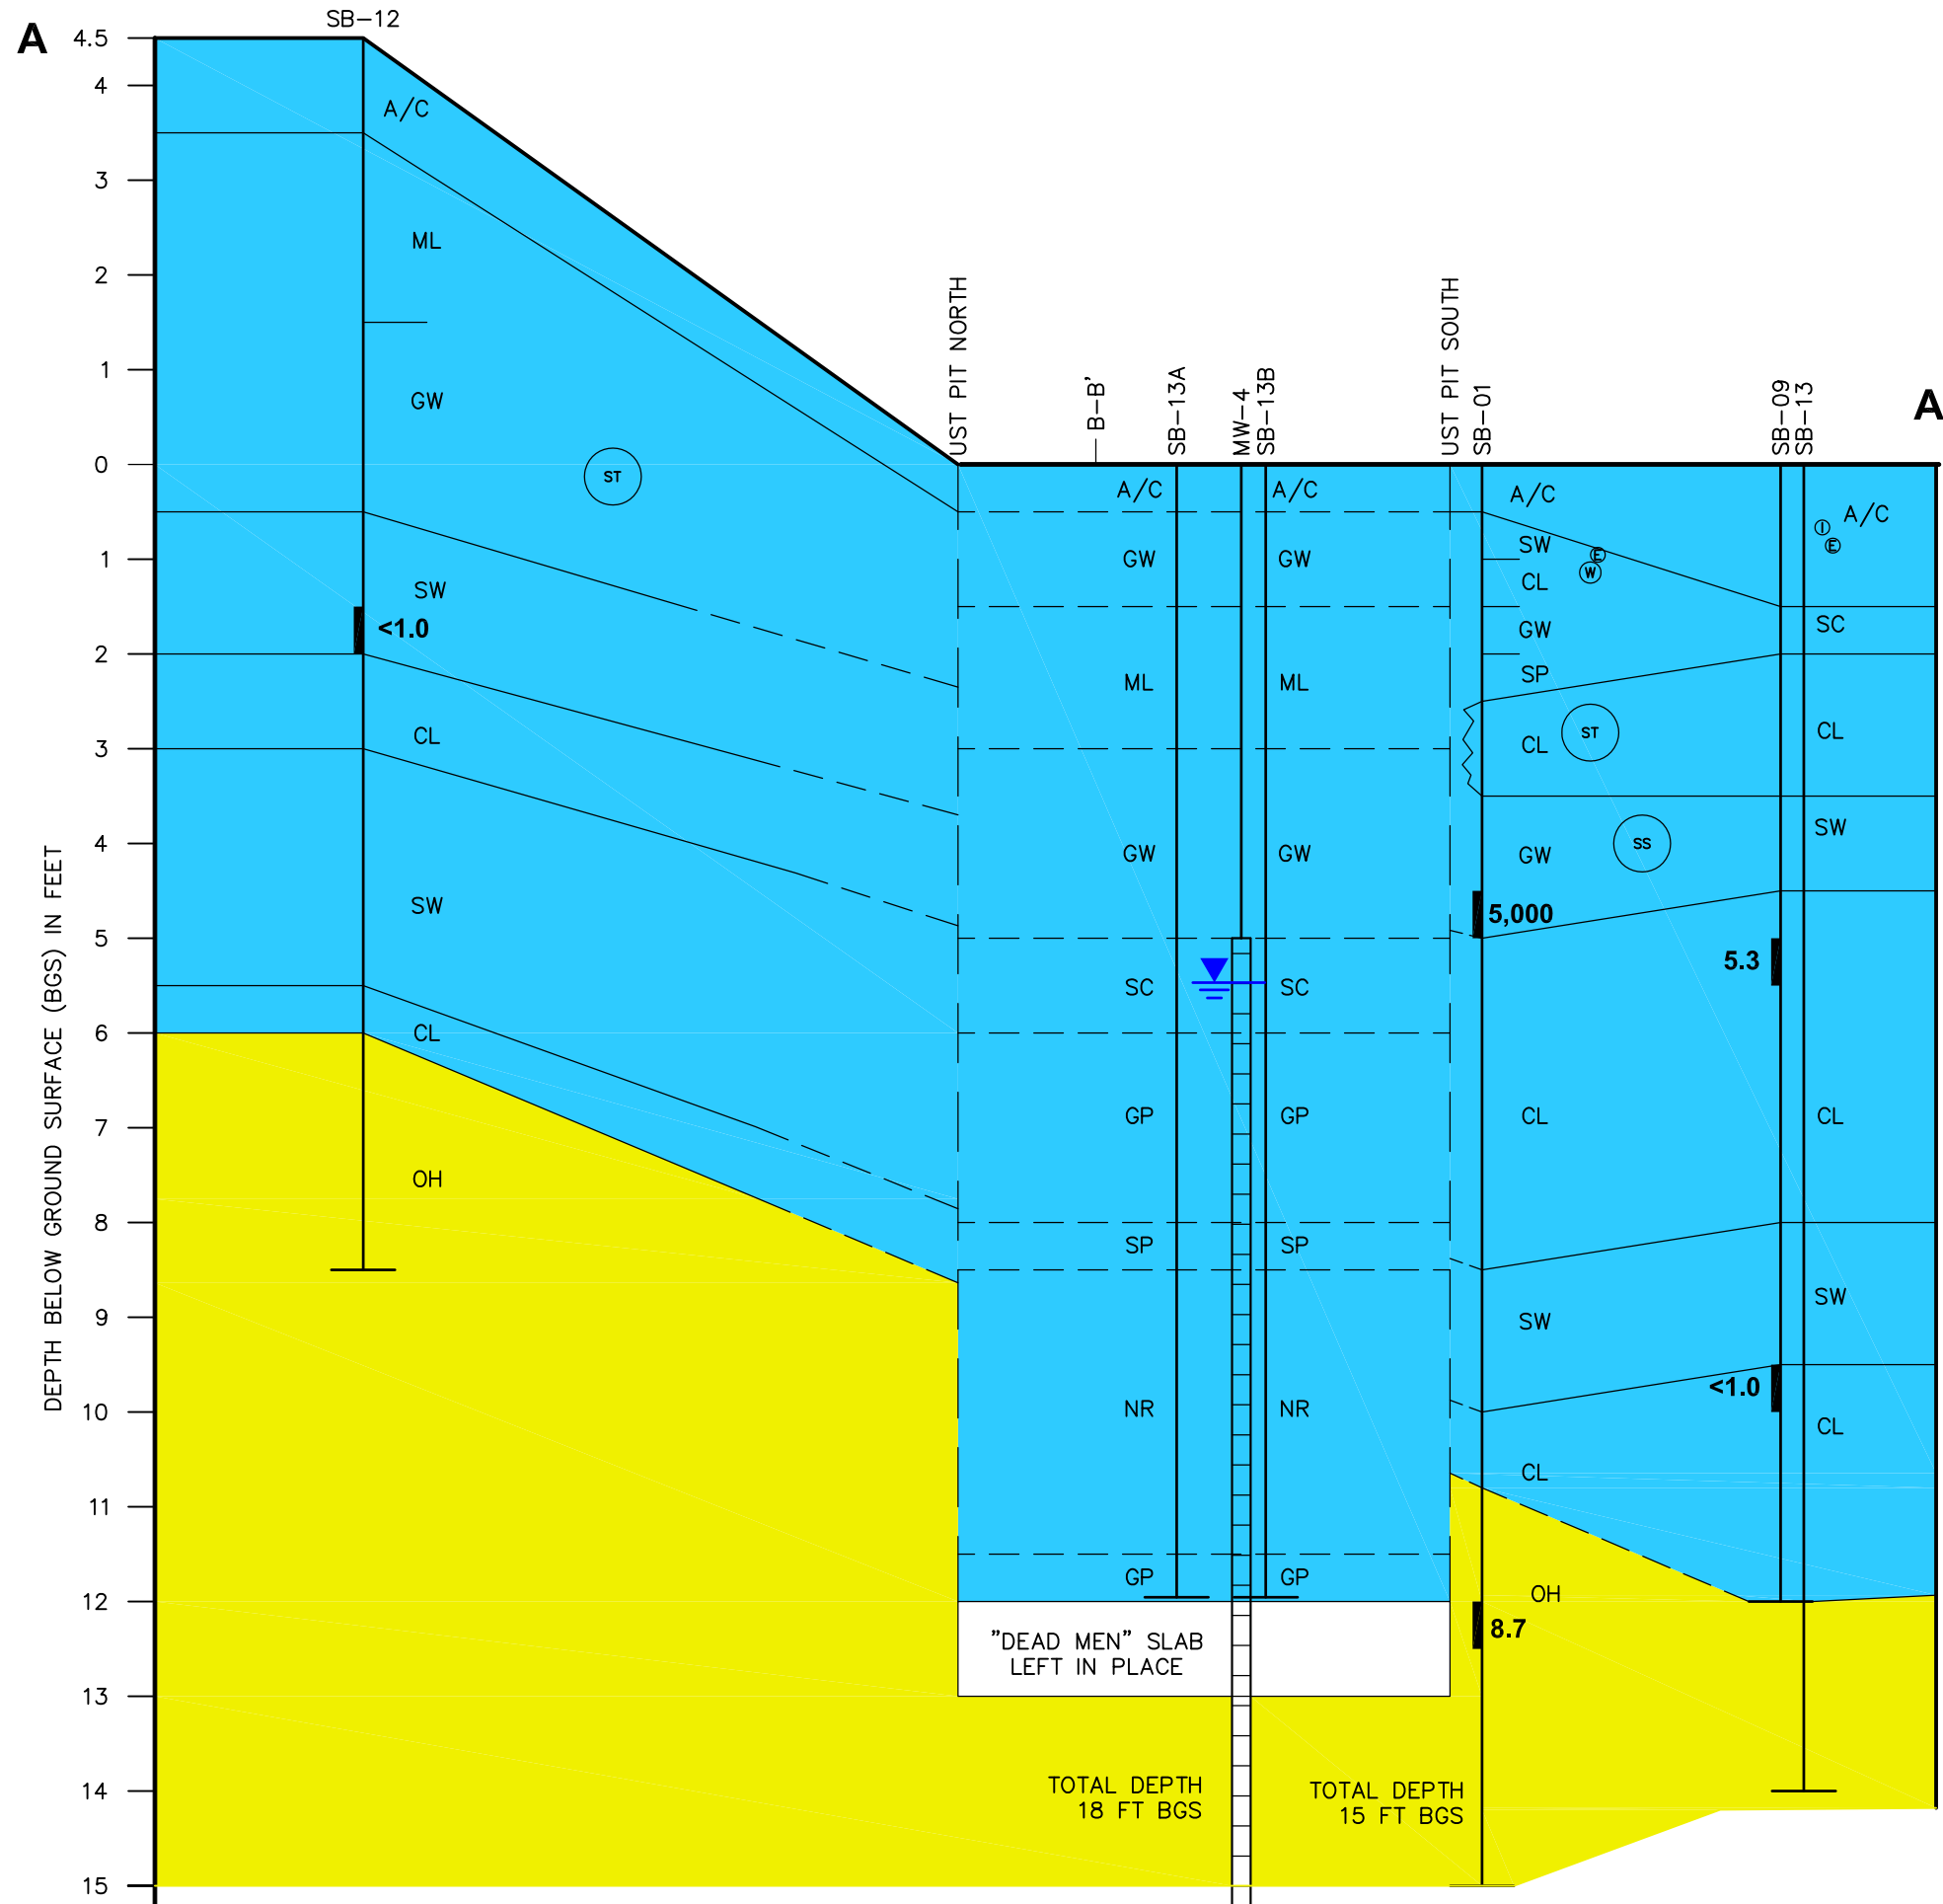 SB-12
A
4.5
4
3
2
1
0
1
2
3
4
5
6
7
8
9
10
11
12
13
14
15
DEPTH BELOW GROUND SURFACE (BGS) IN FEET
A/C
ML
GW
ST
SW
<1.0
CL
SW
CL
OH
UST PIT NORTH
B-B'
SB-13A
MW-4
SB-13B
UST PIT SOUTH
SB-01
SB-09
SB-13
A
A/C
A/C
GW
GW
ML
ML
GW
GW
SC
SC
GP
GP
SP
SP
NR
NR
GP
GP
"DEAD MEN" SLAB
LEFT IN PLACE
TOTAL DEPTH
18 FT BGS
TOTAL DEPTH
15 FT BGS
A/C
SW
E
W
CL
GW
SP
ST
CL
SS
GW
5,000
CL
SW
CL
OH
8.7
5.3
<1.0
A/C
I
E
SC
CL
SW
CL
SW
CL